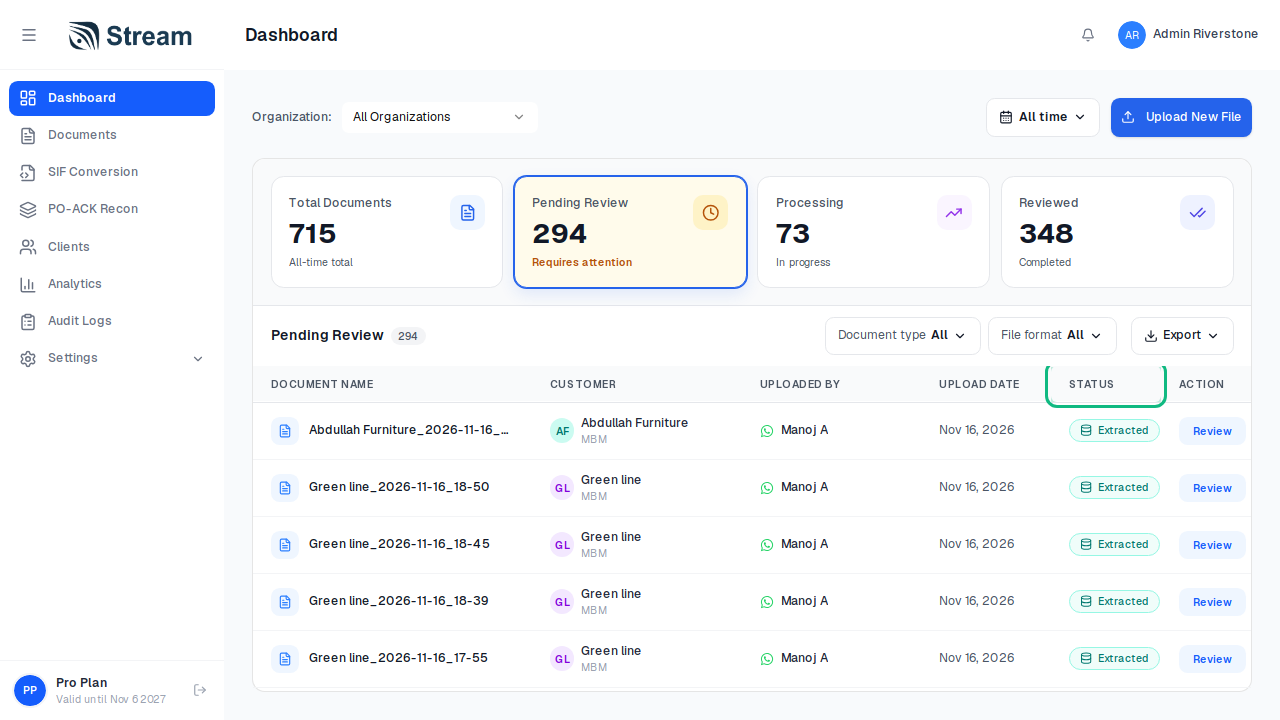 Stream
Dashboard
AR Admin Riverstone
Dashboard
Documents
SIF Conversion
PO-ACK Recon
Clients
Analytics
Audit Logs
Settings
PP
Pro Plan
Valid until Nov 6 2027
Organization: All Organizations
All time
Upload New File
Total Documents
715
All-time total
Pending Review
294
Requires attention
Processing
73
In progress
Reviewed
348
Completed
Pending Review 294
Document type All
File format All
Export
DOCUMENT NAME CUSTOMER UPLOADED BY UPLOAD DATE STATUS ACTION
Abdullah Furniture_2026-11-16_... AF Abdullah Furniture Manoj A Nov 16, 2026 Extracted Review
MBM
Green line_2026-11-16_18-50 GL Green line Manoj A Nov 16, 2026 Extracted Review
MBM
Green line_2026-11-16_18-45 GL Green line Manoj A Nov 16, 2026 Extracted Review
MBM
Green line_2026-11-16_18-39 GL Green line Manoj A Nov 16, 2026 Extracted Review
MBM
Green line_2026-11-16_17-55 GL Green line Manoj A Nov 16, 2026 Extracted Review
MBM